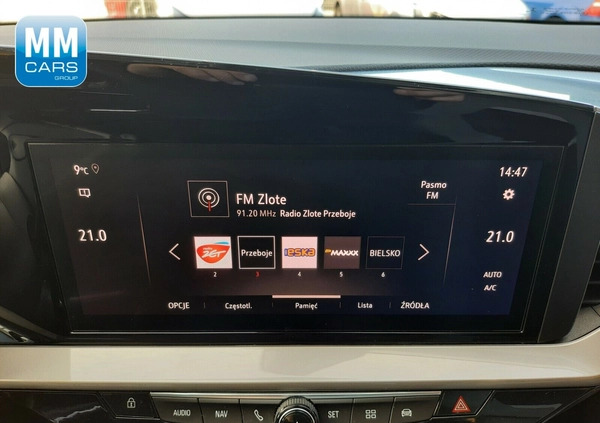 MM
CARS
GROUP
9°C
14:47
FM Zlote
91.20 MHz Radio Zlote Przeboje
Pasmo
FM
21.0
21.0
ZET Przeboje ESKA MAXXX BIELSKO
2 3 4 5 6
AUTO
A/C
OPCJE Częstotl. Pamięć Lista ŹRÓDŁA
AUDIO NAV SET